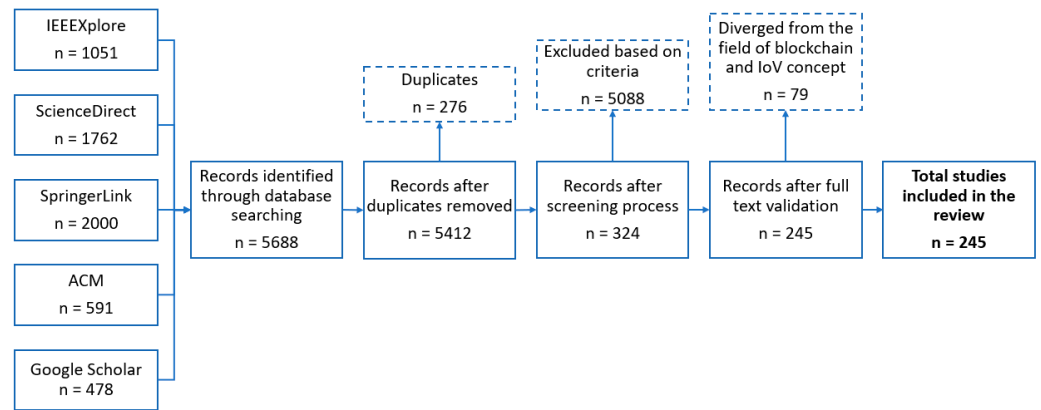 IEEEXplore
n = 1051
ScienceDirect
n = 1762
SpringerLink
n = 2000
ACM
n = 591
Google Scholar
n = 478
Records identified
through database
searching
n = 5688
Duplicates
n = 276
Records after
duplicates removed
n = 5412
Excluded based on
criteria
n = 5088
Records after
screening process
n = 324
Diverged from the
field of blockchain
and IoV concept
n = 79
Records after full
text validation
n = 245
Total studies
included in the
review
n = 245